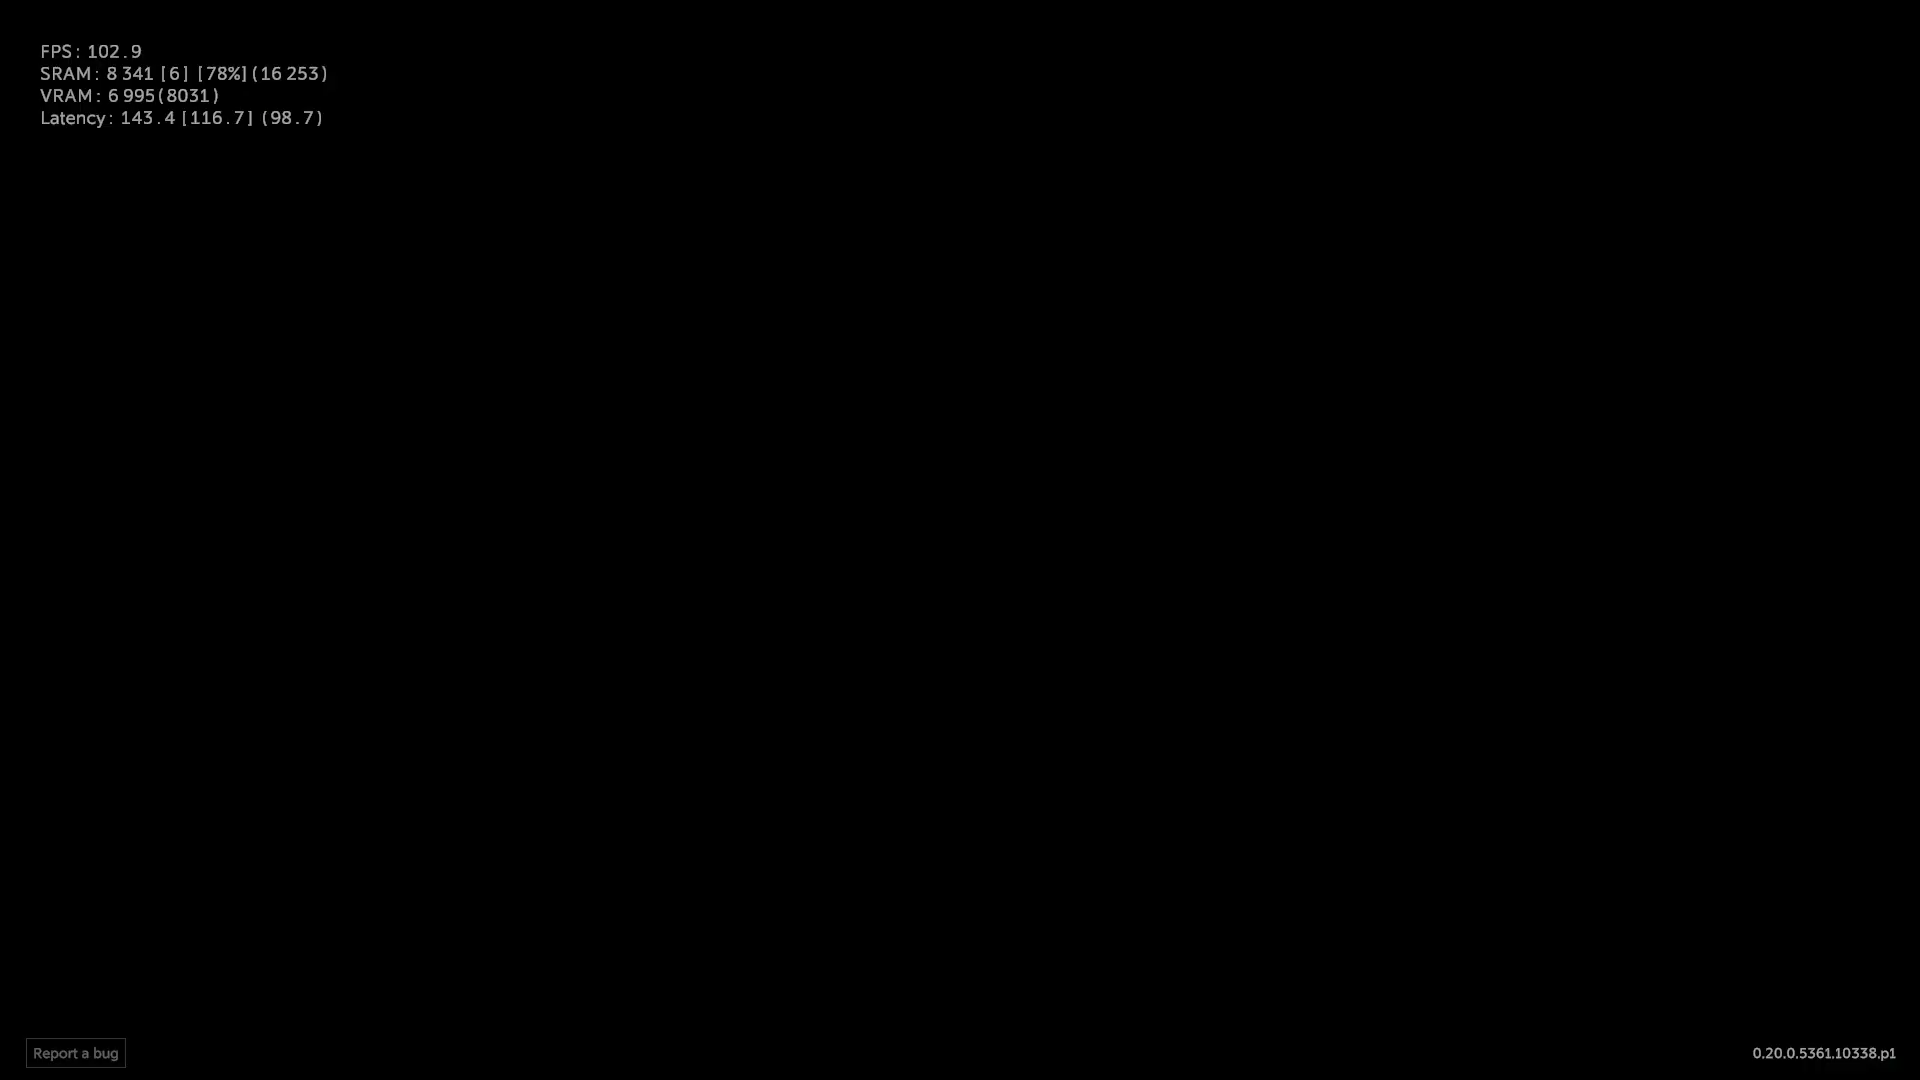 FPS: 102.9
SRAM: 8 341 [6] [78%](16 253)
VRAM: 6 995(8031)
Latency: 143.4 [116.7] (98.7)
Report a bug
0.20.0.5361.10338.p1